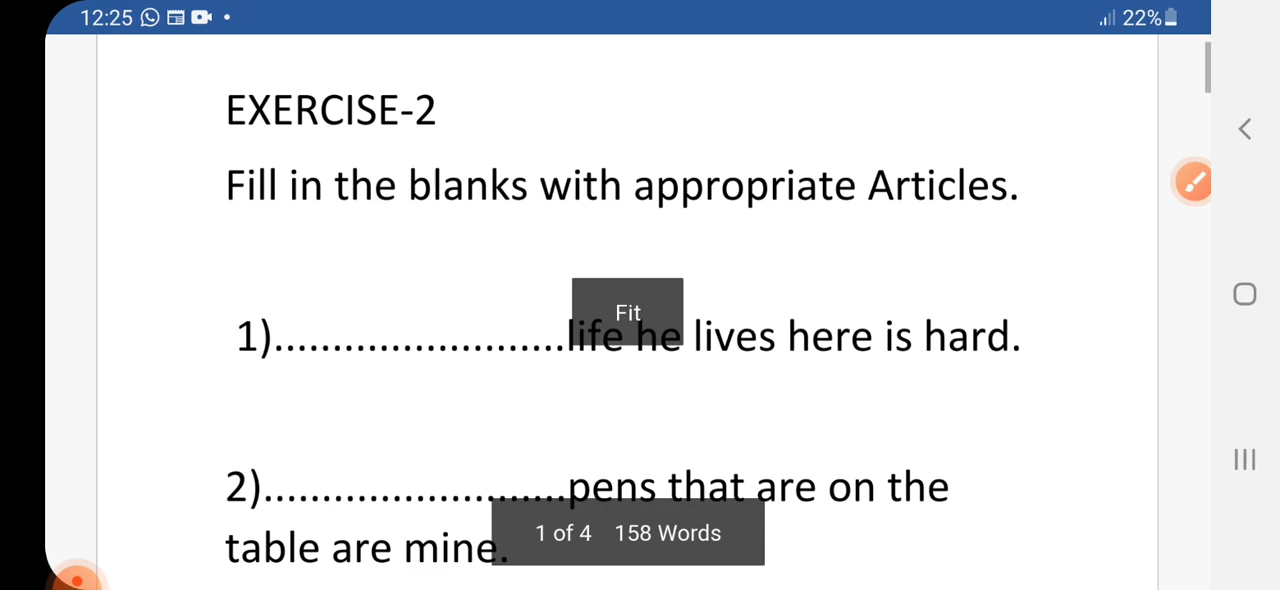 12:25
22%
EXERCISE-2
Fill in the blanks with appropriate Articles.
Fit
1).........................life he lives here is hard.
2)..........................pens that are on the
1 of 4 158 Words
table are mine.